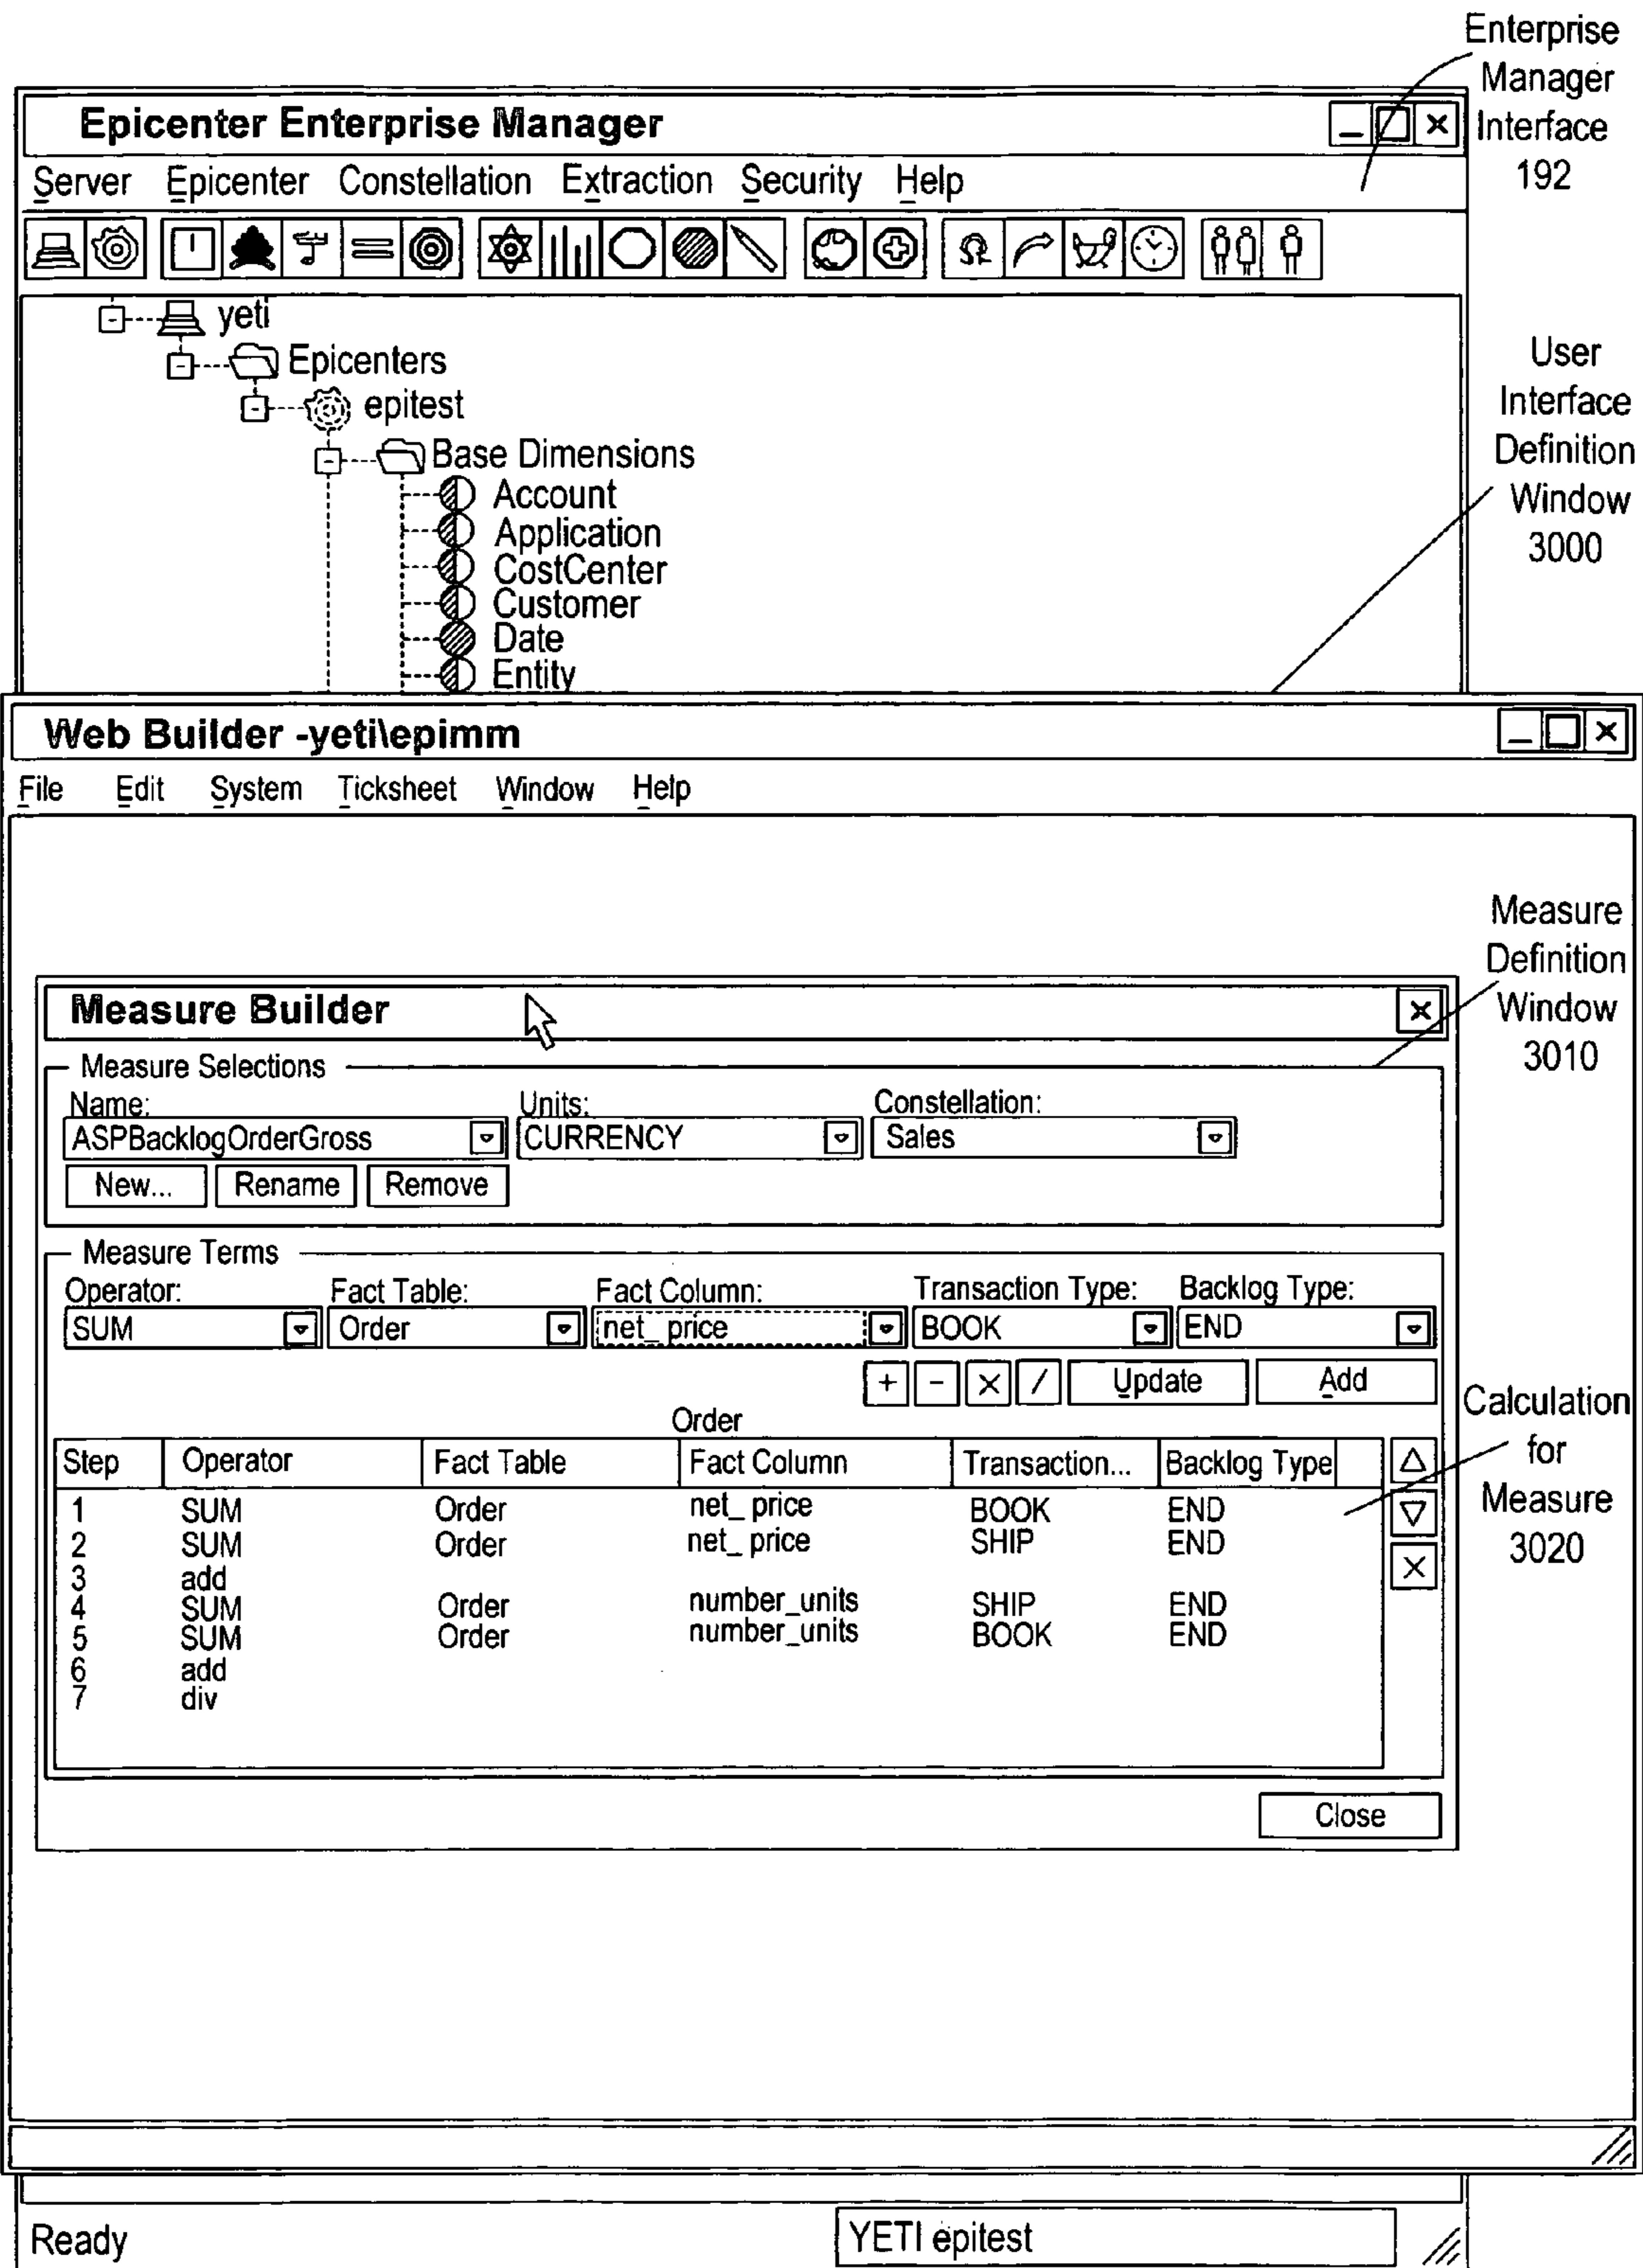 Enterprise
Manager
Interface
192
Epicenter Enterprise Manager
Server Epicenter Constellation Extraction Security Help
yeti
Epicenters
epitest
Base Dimensions
Account
Application
CostCenter
Customer
Date
Entity
User
Interface
Definition
Window
3000
Web Builder -yeti\epimm
File Edit System Ticksheet Window Help
Measure
Definition
Window
3010
Measure Builder
Measure Selections
Name: Units: Constellation:
ASPBacklogOrderGross CURRENCY Sales
New... Rename Remove
Measure Terms
Operator: Fact Table: Fact Column: Transaction Type: Backlog Type:
SUM Order net_ price BOOK END
+ - × / Update Add
Order
Step Operator Fact Table Fact Column Transaction... Backlog Type
1 SUM Order net_ price BOOK END
2 SUM Order net_ price SHIP END
3 add
4 SUM Order number_units SHIP END
5 SUM Order number_units BOOK END
6 add
7 div
Calculation
for
Measure
3020
Close
Ready YETI epitest